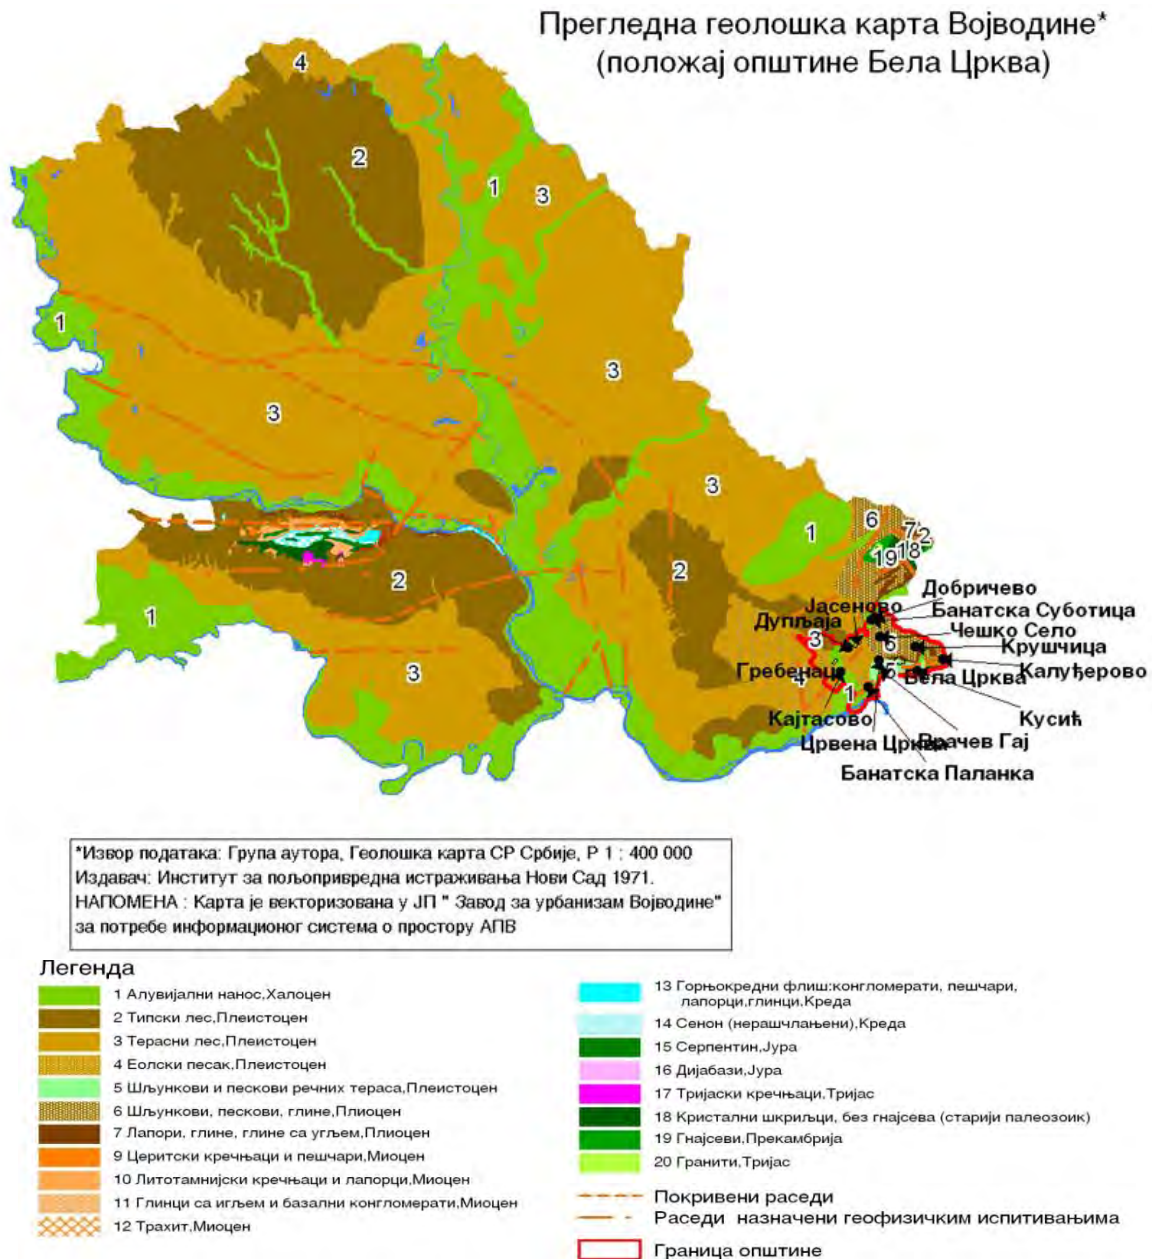 Прегледна геолошка карта Војводине*
(положај општине Бела Црква)
4
2
1
3
1
3
3
3
6
7
2
1
18
19
2
2
1
Добричево
Јасеново
Банатска Суботица
Дупљаја
3
Чешко Село
6
Крушчица
3
Гребенац
5
Бела Црква
Калуђерово
4
1
Кајтасово
Кусић
Црвена Црква
Врачев Гај
Банатска Паланка
*Извор података: Група аутора, Геолошка карта СР Србије, Р 1 : 400 000
Издавач: Институт за пољопривредна истраживања Нови Сад 1971.
НАПОМЕНА : Карта је векторизована у ЈП " Завод за урбанизам Војводине"
за потребе информационог система о простору АПВ
Легенда
1 Алувијални нанос,Халоцен
2 Типски лес,Плеистоцен
3 Терасни лес,Плеистоцен
4 Еолски песак,Плеистоцен
5 Шљункови и пескови речних тераса,Плеистоцен
6 Шљункови, пескови, глине,Плиоцен
7 Лапори, глине, глине са угљем,Плиоцен
9 Церитски кречњаци и пешчари,Миоцен
10 Литотамнијски кречњаци и лапорци,Миоцен
11 Глинци са игљем и базални конгломерати,Миоцен
12 Трахит,Миоцен
13 Горњокредни флиш:конгломерати, пешчари,
лапорци,глинци,Креда
14 Сенон (нерашчлањени),Креда
15 Серпентин,Јура
16 Дијабази,Јура
17 Тријаски кречњаци,Тријас
18 Кристални шкриљци, без гнајсева (старији палеозоик)
19 Гнајсеви,Прекамбрија
20 Гранити,Тријас
Покривени раседи
Раседи назначени геофизичким испитивањима
Граница општине